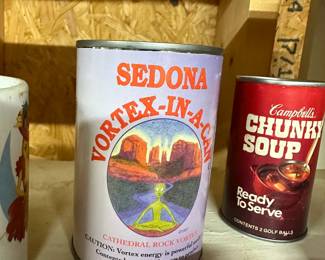 SEDONA
VORTEX-IN-A-CAN
CATHEDRAL ROCK VORTEX
CAUTION: Vortex energy is powerful
Campbell's
CHUNKY
SOUP
Ready
To Serve
CONTENTS 2 GOLF BALLS